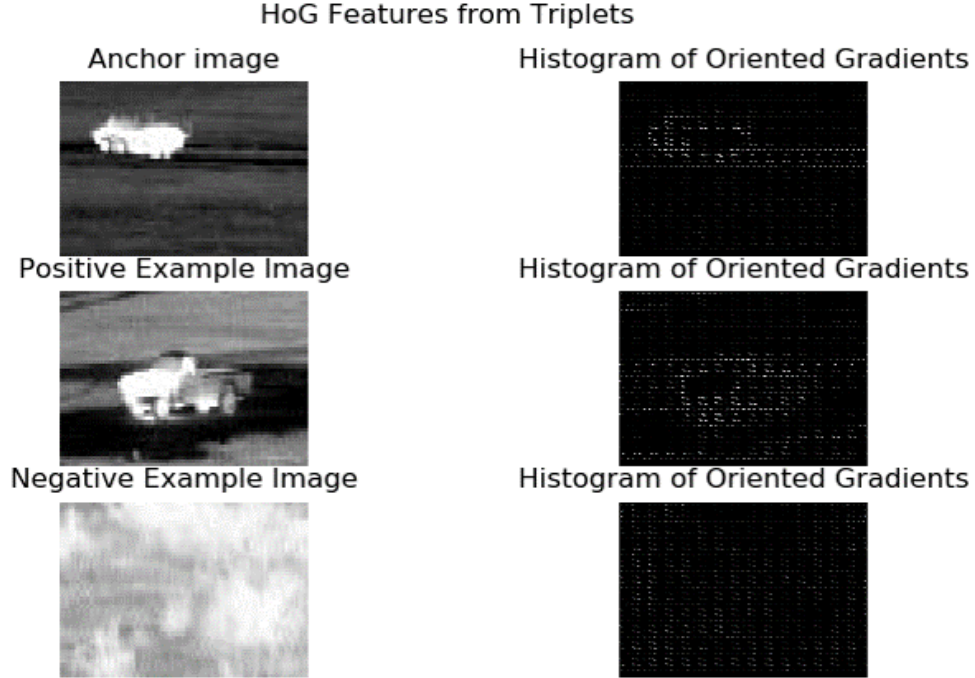 HoG Features from Triplets
Anchor image
Histogram of Oriented Gradients
Positive Example Image
Histogram of Oriented Gradients
Negative Example Image
Histogram of Oriented Gradients